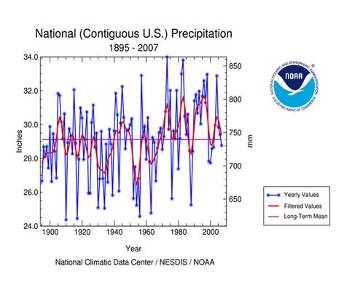 National (Contiguous U.S.) Precipitation
1895 - 2007
34.0
32.0
30.0
28.0
26.0
24.0
Inches
850
800
750
700
650
mm
1900
1920
1940
1960
1980
2000
Year
National Climatic Data Center / NESDIS / NOAA
NOAA
Yearly Values
Filtered Values
Long-Term Mean